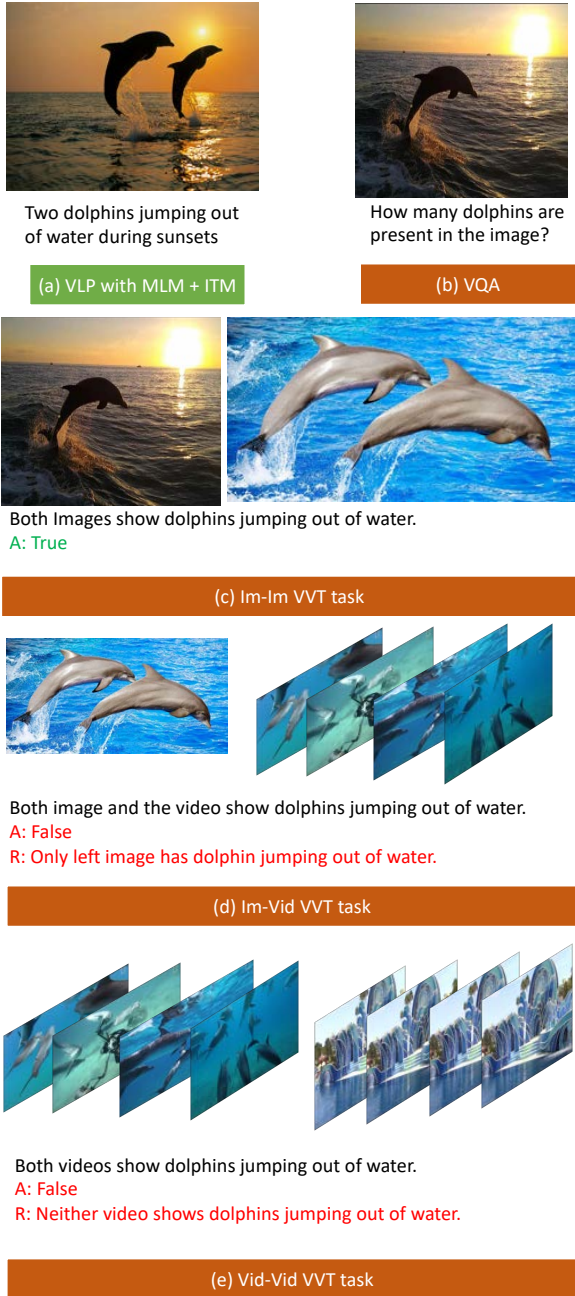 Two dolphins jumping out
of water during sunsets
How many dolphins are
present in the image?
(a) VLP with MLM + ITM
(b) VQA
Both Images show dolphins jumping out of water.
A: True
(c) Im-Im VVT task
Both image and the video show dolphins jumping out of water.
A: False
R: Only left image has dolphin jumping out of water.
(d) Im-Vid VVT task
Both videos show dolphins jumping out of water.
A: False
R: Neither video shows dolphins jumping out of water.
(e) Vid-Vid VVT task